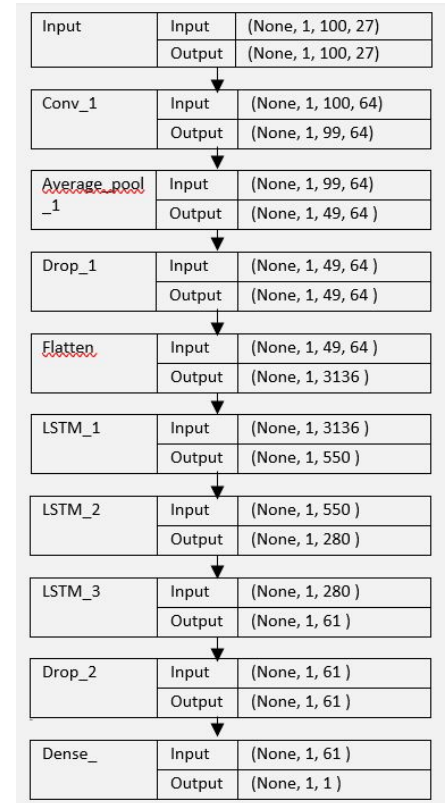 Input Input (None, 1, 100, 27)
Output (None, 1, 100, 27)
Conv_1 Input (None, 1, 100, 64)
Output (None, 1, 99, 64)
Average_pool Input (None, 1, 99, 64)
_1 Output (None, 1, 49, 64 )
Drop_1 Input (None, 1, 49, 64 )
Output (None, 1, 49, 64 )
Flatten Input (None, 1, 49, 64 )
Output (None, 1, 3136 )
LSTM_1 Input (None, 1, 3136 )
Output (None, 1, 550 )
LSTM_2 Input (None, 1, 550 )
Output (None, 1, 280 )
LSTM_3 Input (None, 1, 280 )
Output (None, 1, 61 )
Drop_2 Input (None, 1, 61 )
Output (None, 1, 61 )
Dense_ Input (None, 1, 61 )
Output (None, 1, 1 )